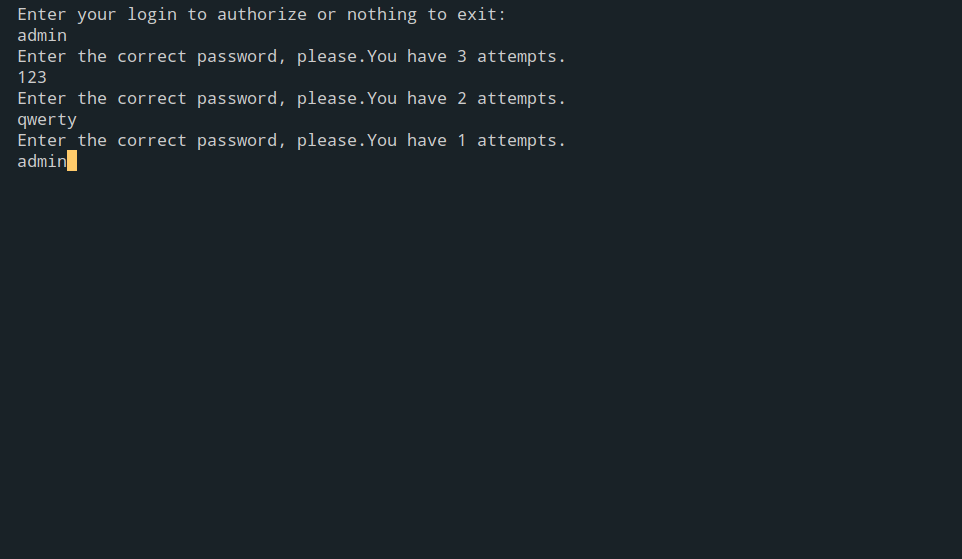 Enter your login to authorize or nothing to exit:
admin
Enter the correct password, please.You have 3 attempts.
123
Enter the correct password, please.You have 2 attempts.
qwerty
Enter the correct password, please.You have 1 attempts.
admin